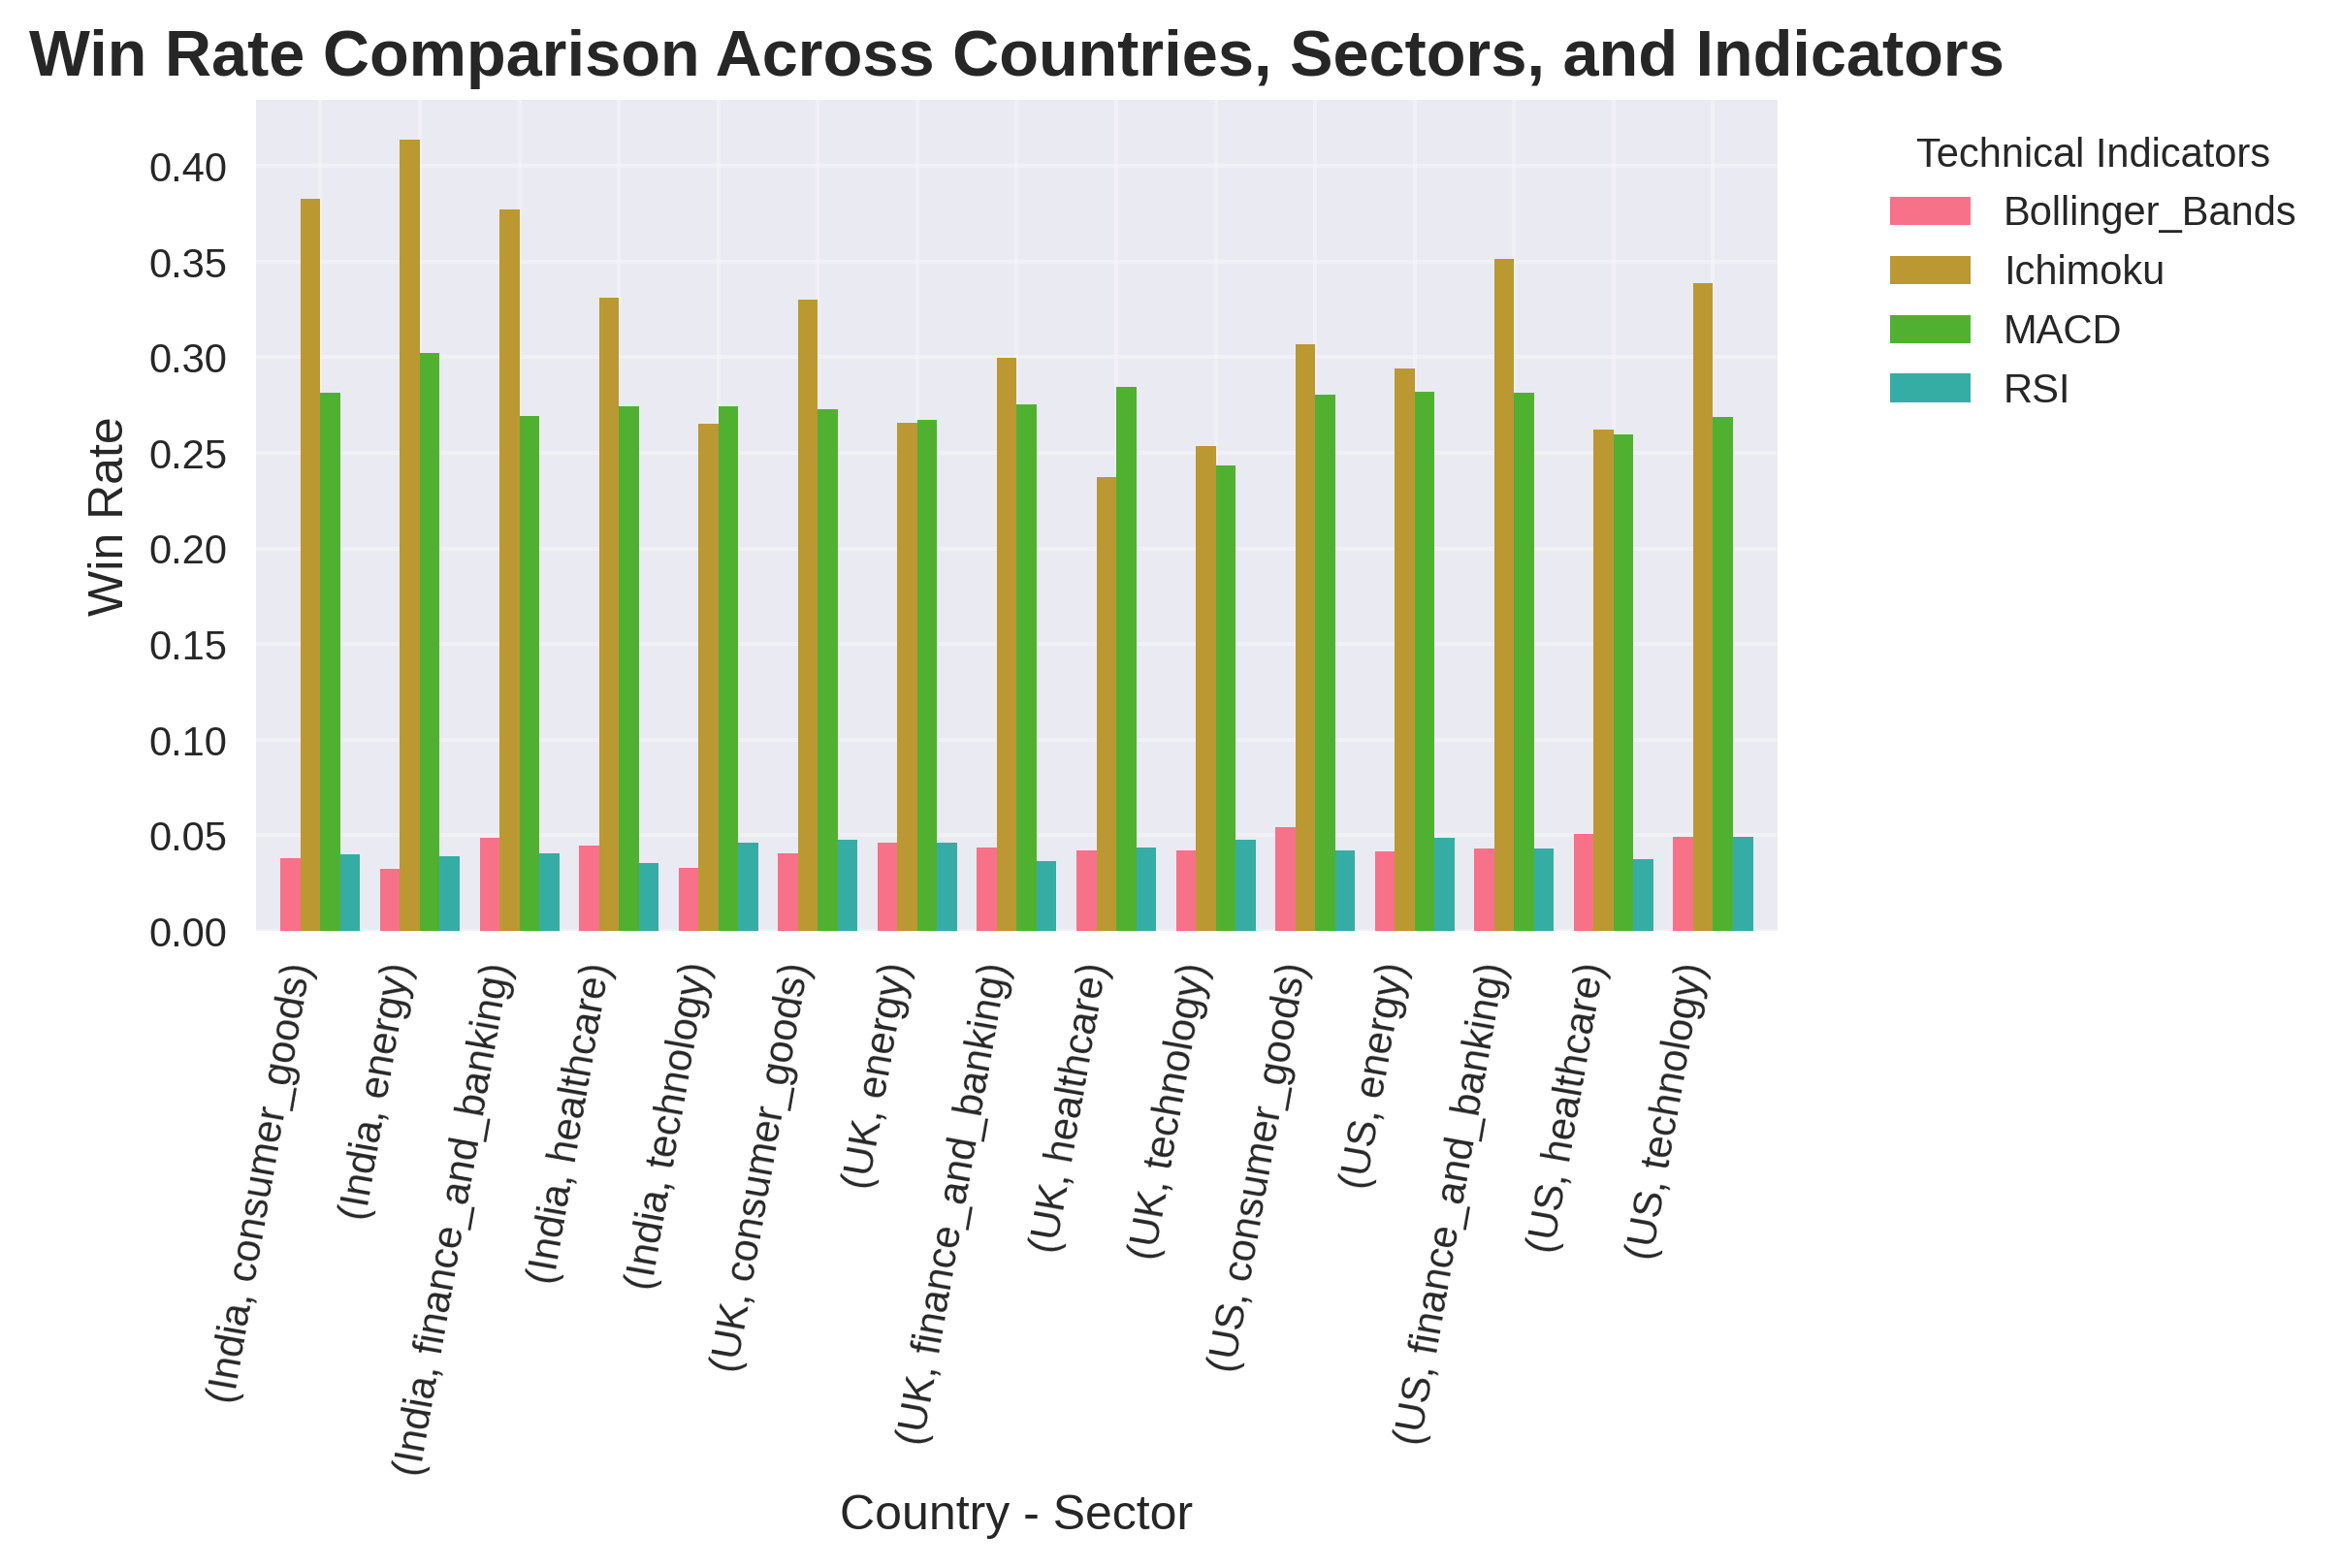 Win Rate Comparison Across Countries, Sectors, and Indicators
Technical Indicators
Bollinger_Bands
Ichimoku
MACD
RSI
Win Rate
0.40
0.35
0.30
0.25
0.20
0.15
0.10
0.05
0.00
(India, consumer_goods)
(India, energy)
(India, finance_and_banking)
(India, healthcare)
(India, technology)
(UK, consumer_goods)
(UK, energy)
(UK, finance_and_banking)
(UK, healthcare)
(UK, technology)
(US, consumer_goods)
(US, energy)
(US, finance_and_banking)
(US, healthcare)
(US, technology)
Country - Sector